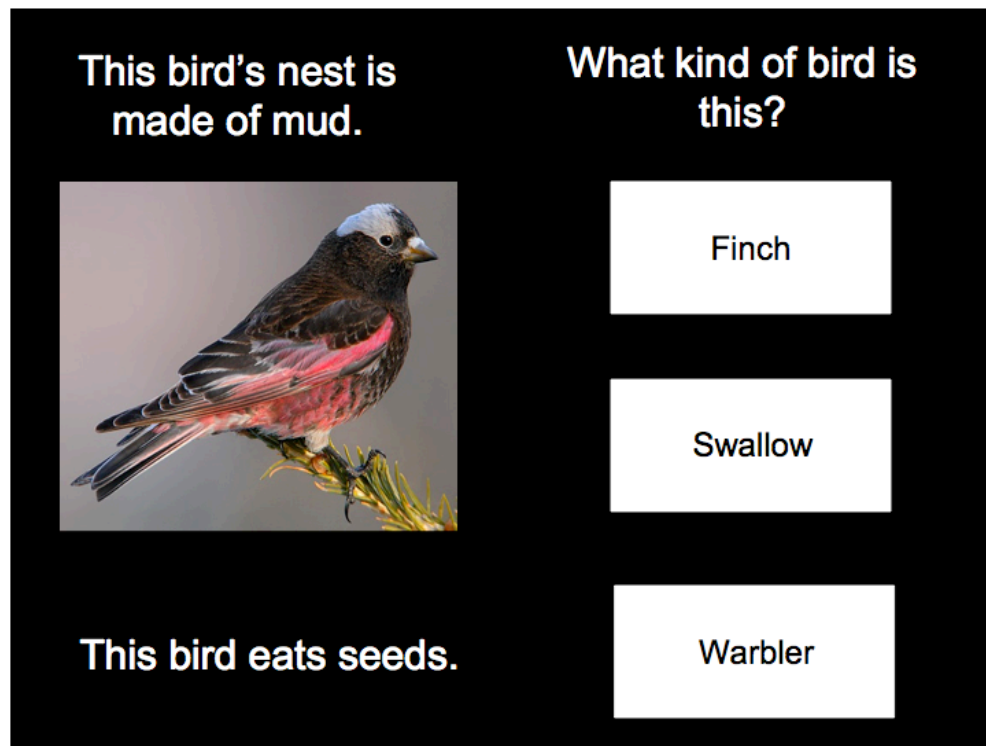 This bird's nest is
made of mud.
This bird eats seeds.
What kind of bird is
this?
Finch
Swallow
Warbler